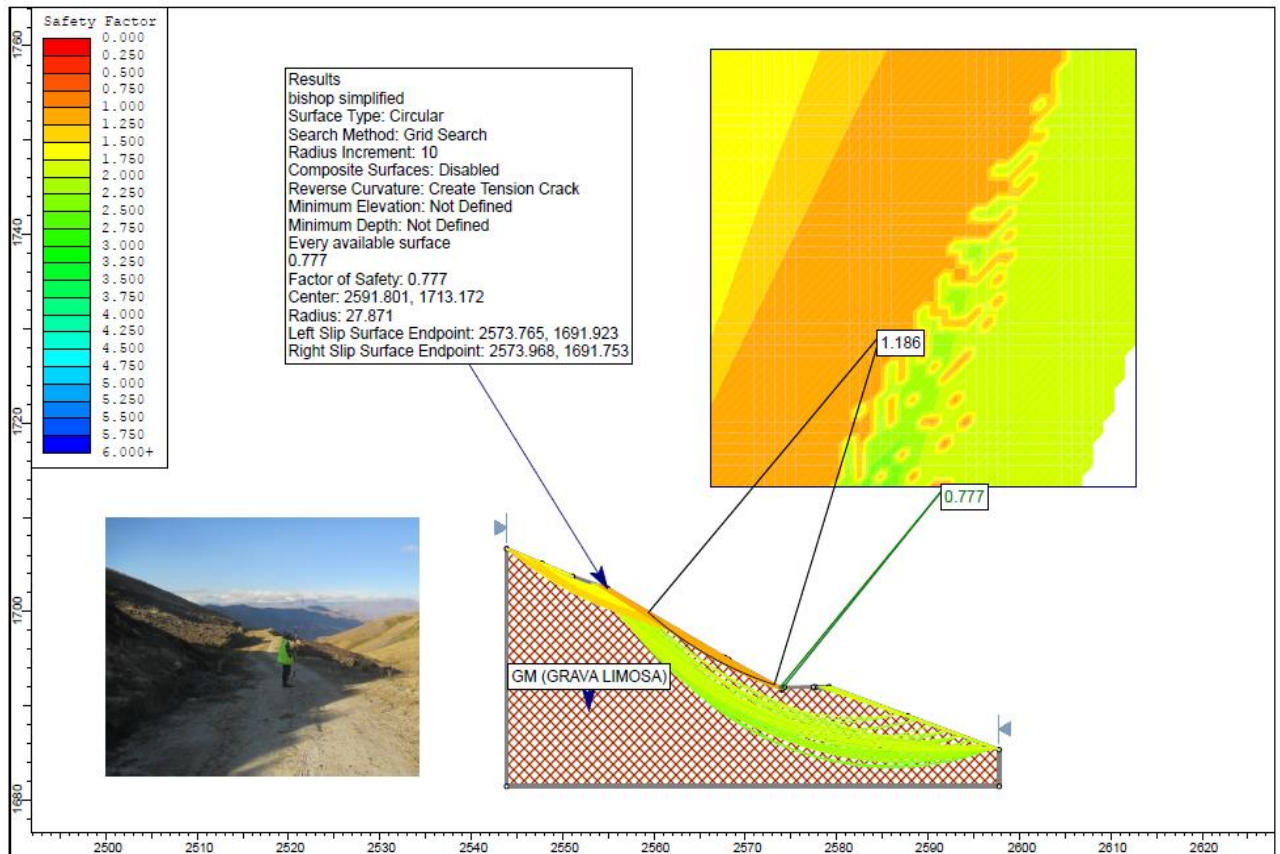 Safety Factor
0.000
0.250
0.500
0.750
1.000
1.250
1.500
1.750
2.000
2.250
2.500
2.750
3.000
3.250
3.500
3.750
4.000
4.250
4.500
4.750
5.000
5.250
5.500
5.750
6.000+
Results
bishop simplified
Surface Type: Circular
Search Method: Grid Search
Radius Increment: 10
Composite Surfaces: Disabled
Reverse Curvature: Create Tension Crack
Minimum Elevation: Not Defined
Minimum Depth: Not Defined
Every available surface
0.777
Factor of Safety: 0.777
Center: 2591.801, 1713.172
Radius: 27.871
Left Slip Surface Endpoint: 2573.765, 1691.923
Right Slip Surface Endpoint: 2573.968, 1691.753
1.186
0.777
GM (GRAVA LIMOSA)
1760
1740
1720
1700
1680
2500
2510
2520
2530
2540
2550
2560
2570
2580
2590
2600
2610
2620